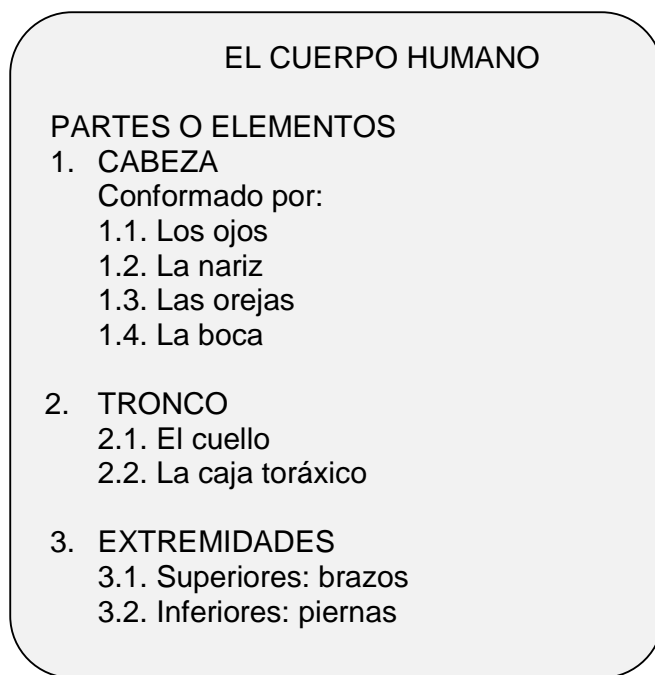 EL CUERPO HUMANO
PARTES O ELEMENTOS
1. CABEZA
Conformado por:
1.1. Los ojos
1.2. La nariz
1.3. Las orejas
1.4. La boca
2. TRONCO
2.1. El cuello
2.2. La caja toráxico
3. EXTREMIDADES
3.1. Superiores: brazos
3.2. Inferiores: piernas